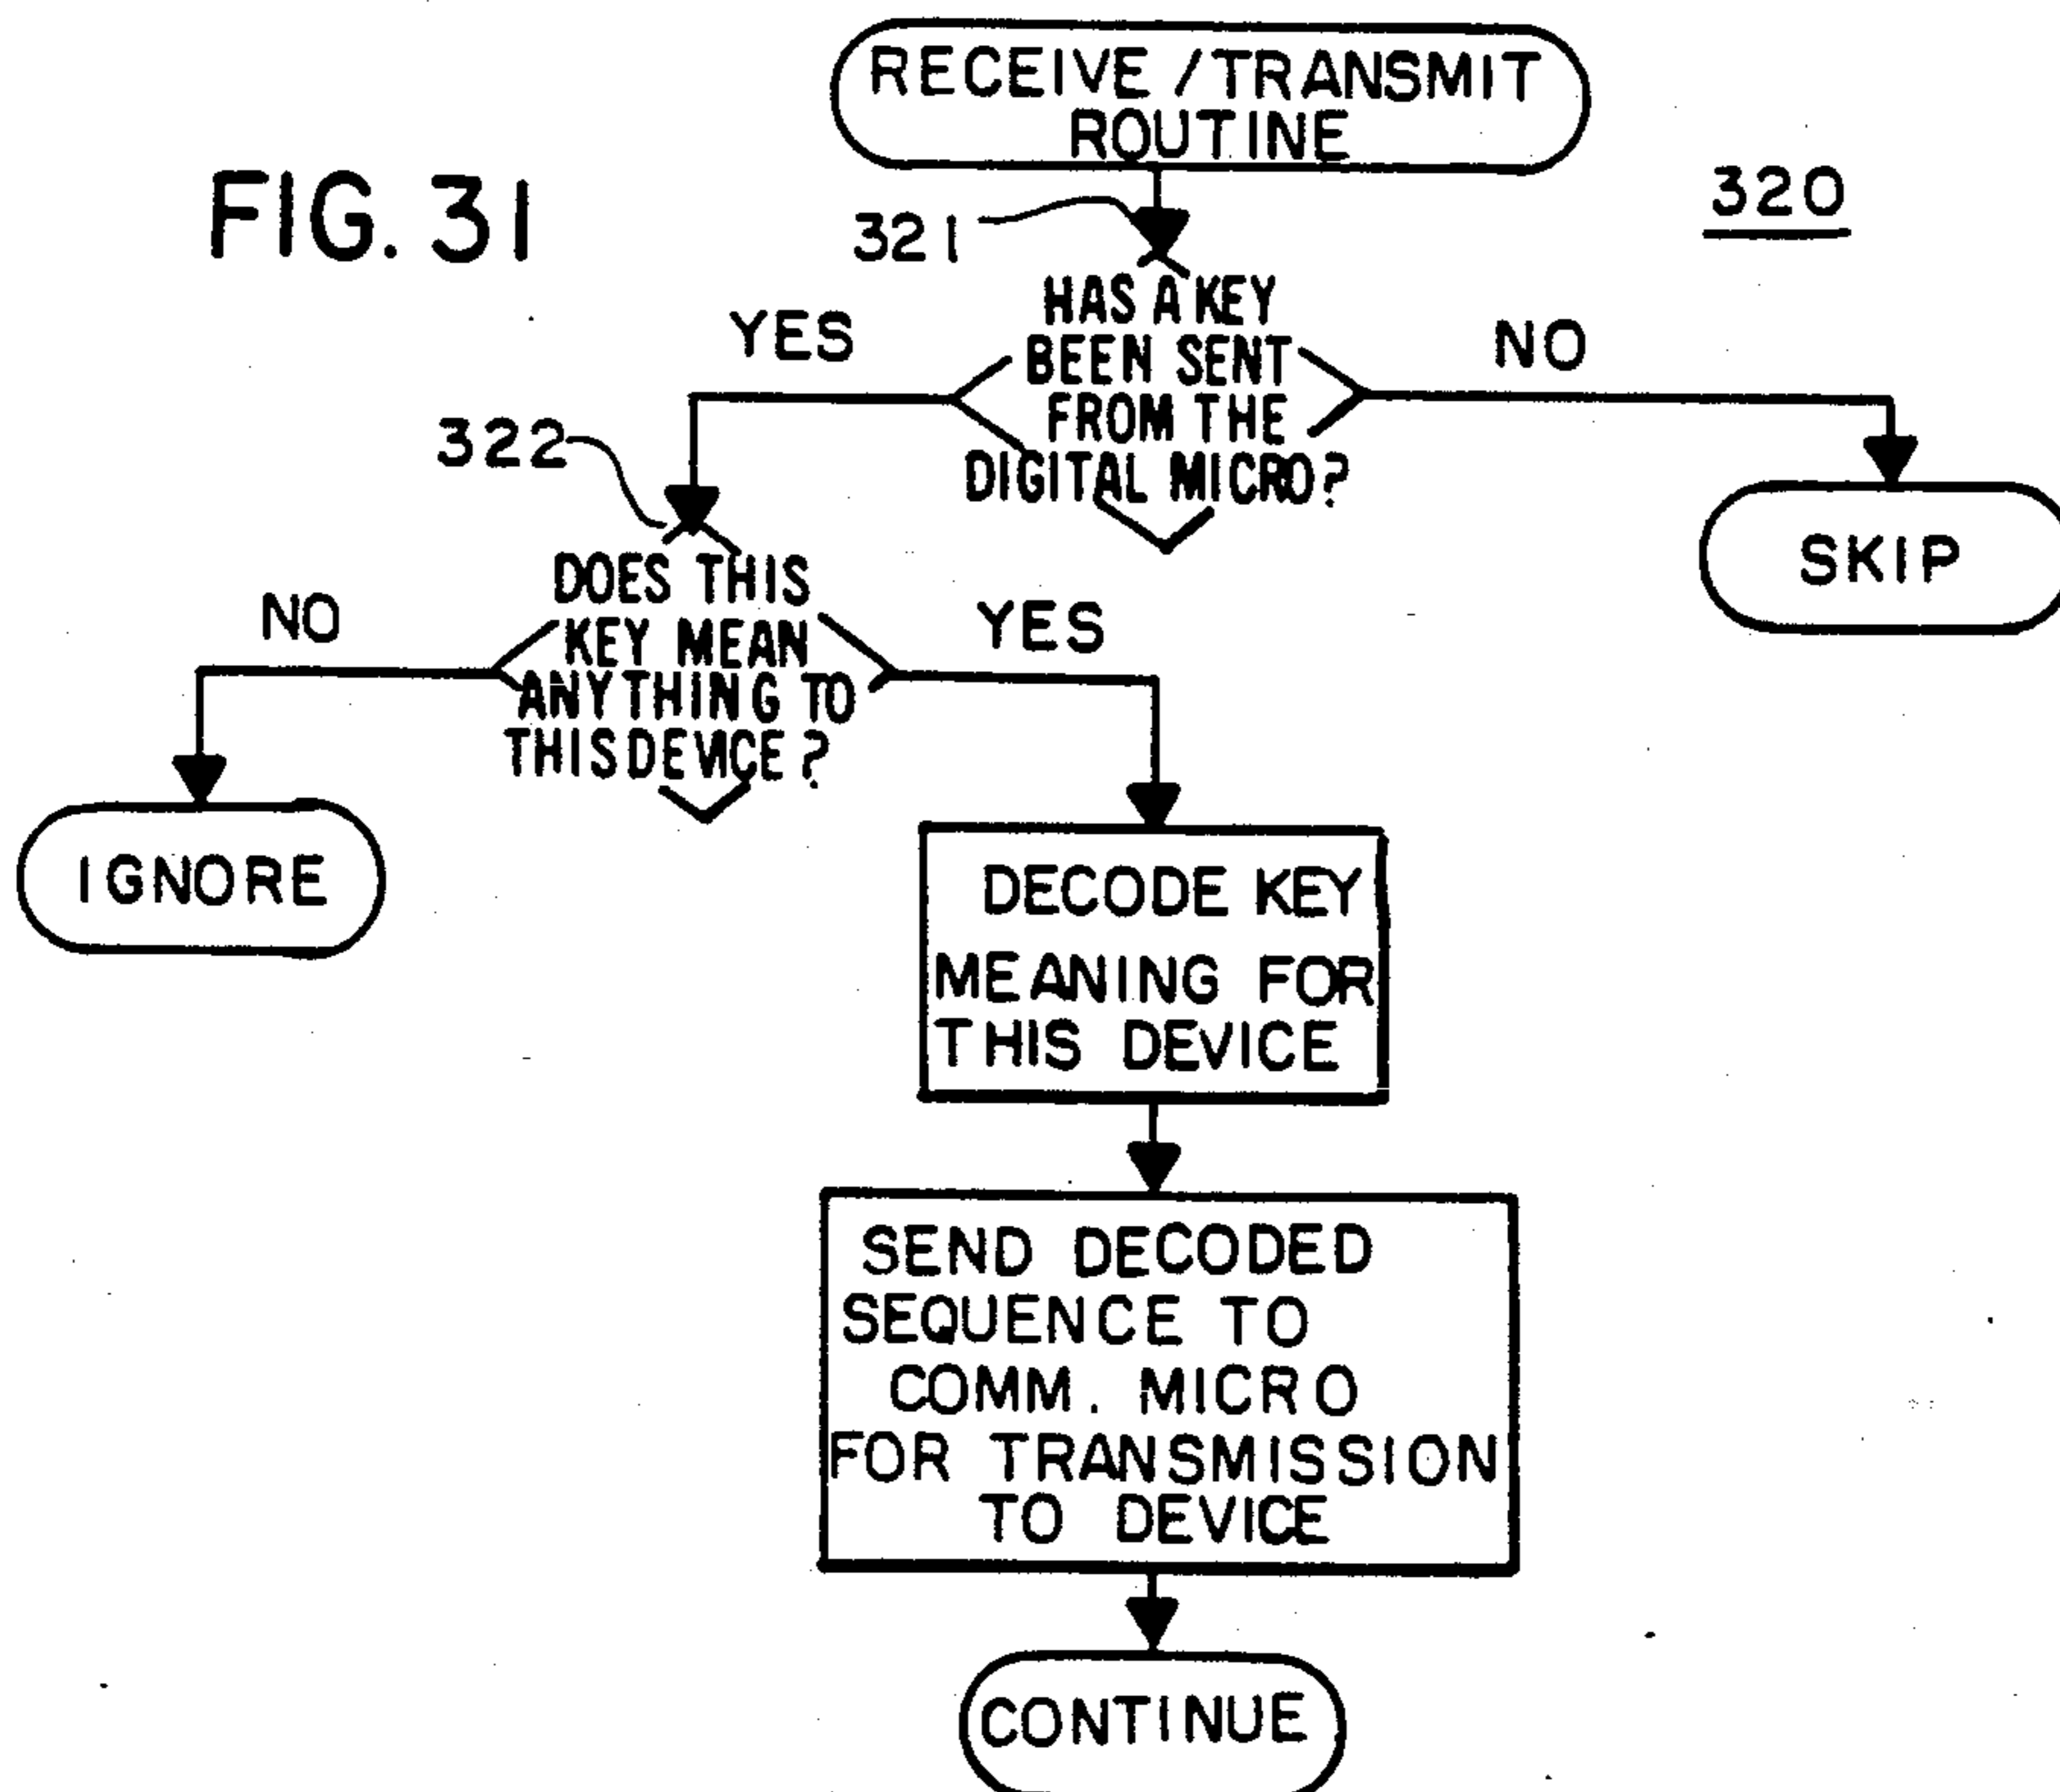 RECEIVE / TRANSMIT
ROUTINE
FIG. 31
320
321
HAS A KEY
BEEN SENT
FROM THE
DIGITAL MICRO?
YES
NO
322
SKIP
DOES THIS
KEY MEAN
ANYTHING TO
THIS DEVICE?
NO
YES
IGNORE
DECODE KEY
MEANING FOR
THIS DEVICE
SEND DECODED
SEQUENCE TO
COMM. MICRO
FOR TRANSMISSION
TO DEVICE
CONTINUE